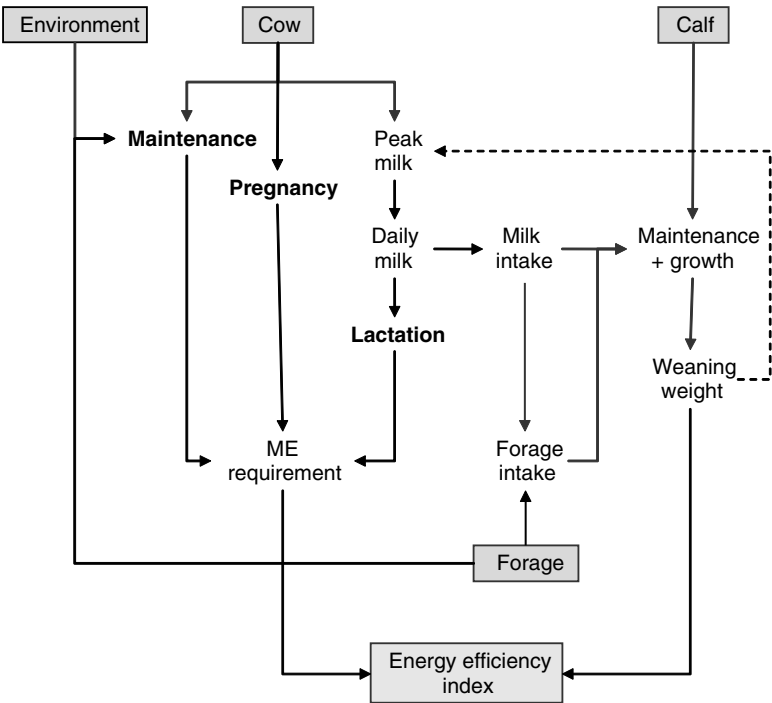 Environment
Cow
Calf
Maintenance
Peak
milk
Pregnancy
Daily
milk
Milk
intake
Maintenance
+ growth
Lactation
Weaning
weight
ME
requirement
Forage
intake
Forage
Energy efficiency
index